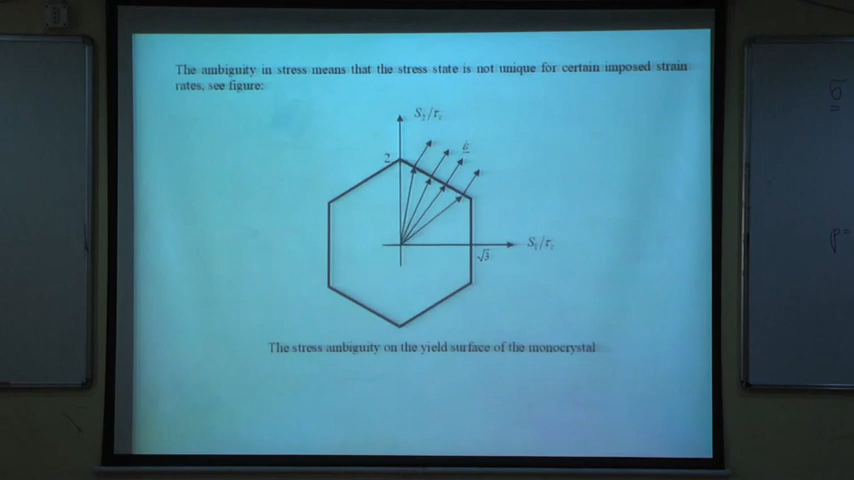 The ambiguity in stress means that the stress state is not unique for certain imposed strain
rates, see figure:
S₂/τc
2
ε̇
S₁/τc
√3
The stress ambiguity on the yield surface of the monocrystal